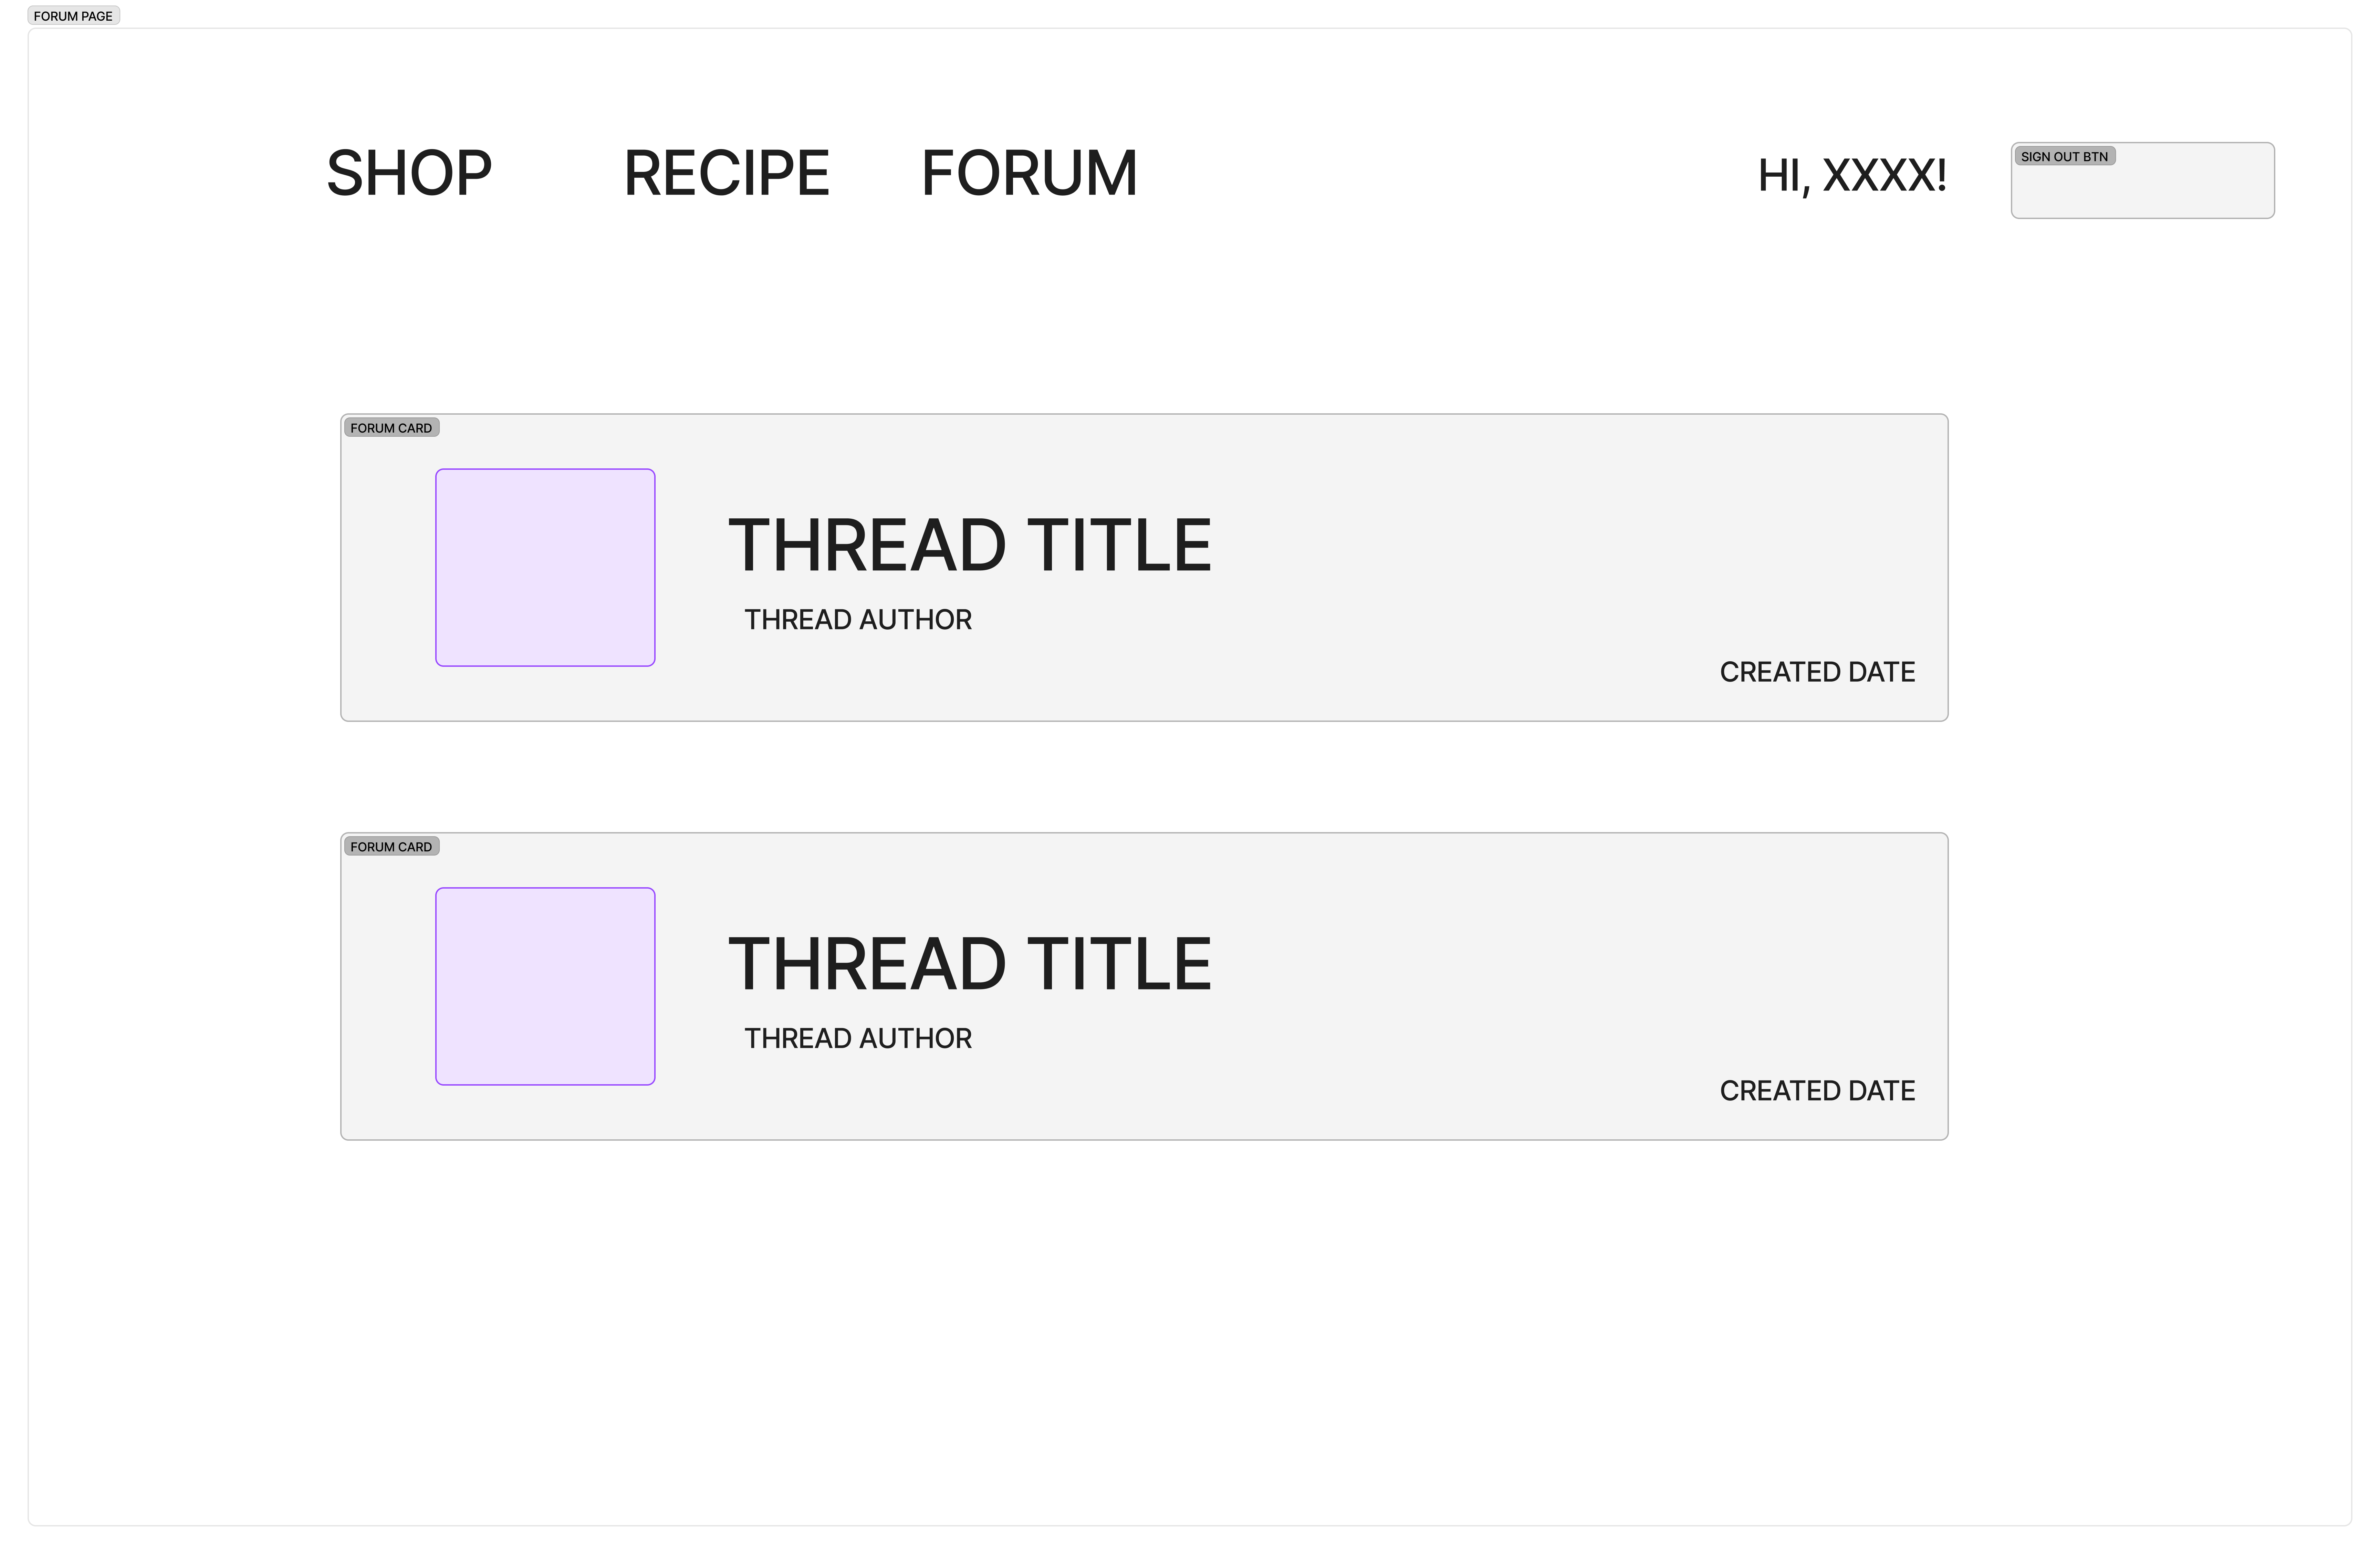 FORUM PAGE
SHOP RECIPE FORUM HI, XXXX! SIGN OUT BTN
FORUM CARD
THREAD TITLE
THREAD AUTHOR
CREATED DATE
FORUM CARD
THREAD TITLE
THREAD AUTHOR
CREATED DATE